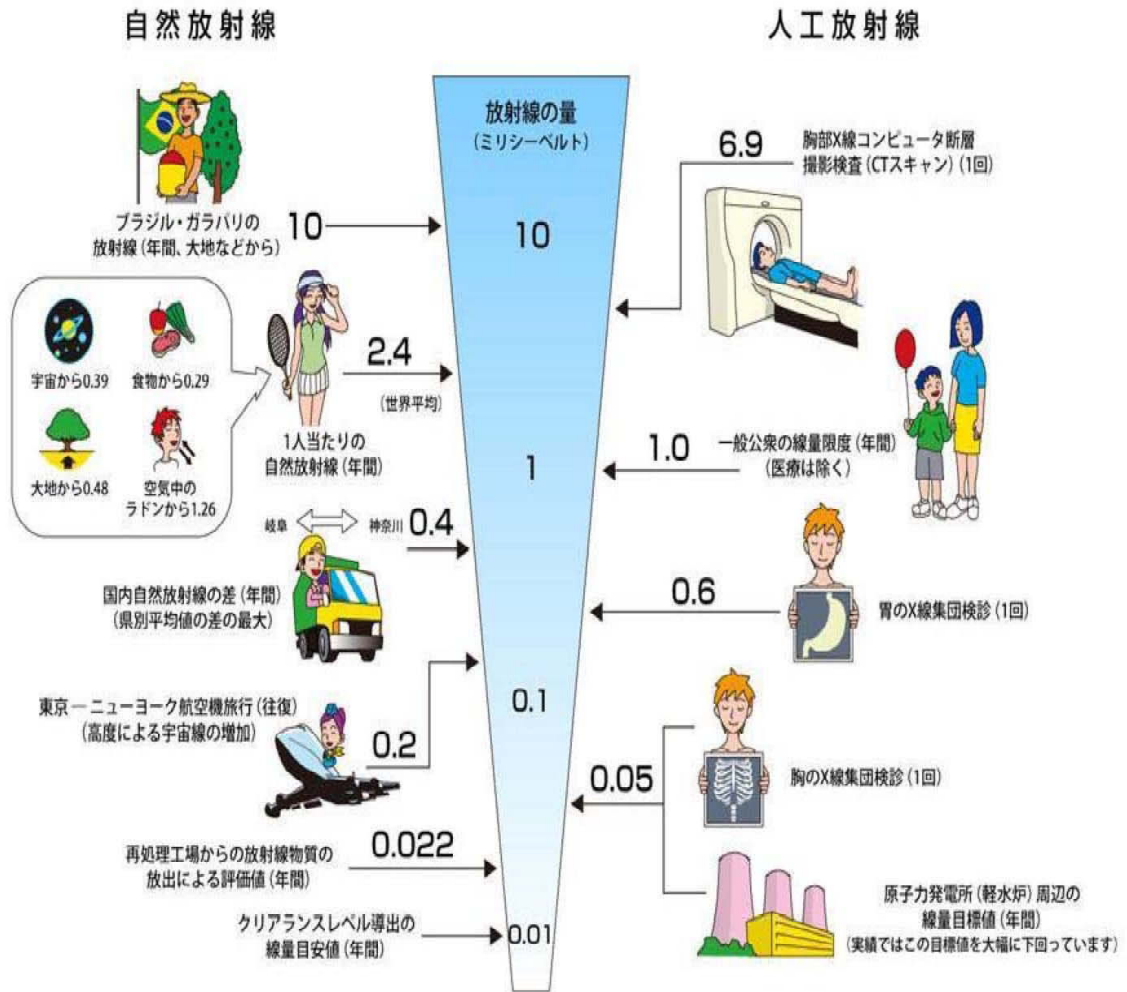 自然放射線
人工放射線
放射線の量
(ミリシーベルト)
10
1
0.1
0.01
ブラジル・ガラパリの
放射線(年間、大地などから)
10
宇宙から0.39
食物から0.29
大地から0.48
空気中の
ラドンから1.26
2.4
(世界平均)
1人当たりの
自然放射線(年間)
岐阜
神奈川
0.4
国内自然放射線の差(年間)
(県別平均値の差の最大)
東京―ニューヨーク航空機旅行(往復)
(高度による宇宙線の増加)
0.2
再処理工場からの放射線物質の
放出による評価値(年間)
0.022
クリアランスレベル導出の
線量目安値(年間)
6.9
胸部X線コンピュータ断層
撮影検査(CTスキャン)(1回)
1.0
一般公衆の線量限度(年間)
(医療は除く)
0.6
胃のX線集団検診(1回)
0.05
胸のX線集団検診(1回)
原子力発電所(軽水炉)周辺の
線量目標値(年間)
(実績ではこの目標値を大幅に下回っています)